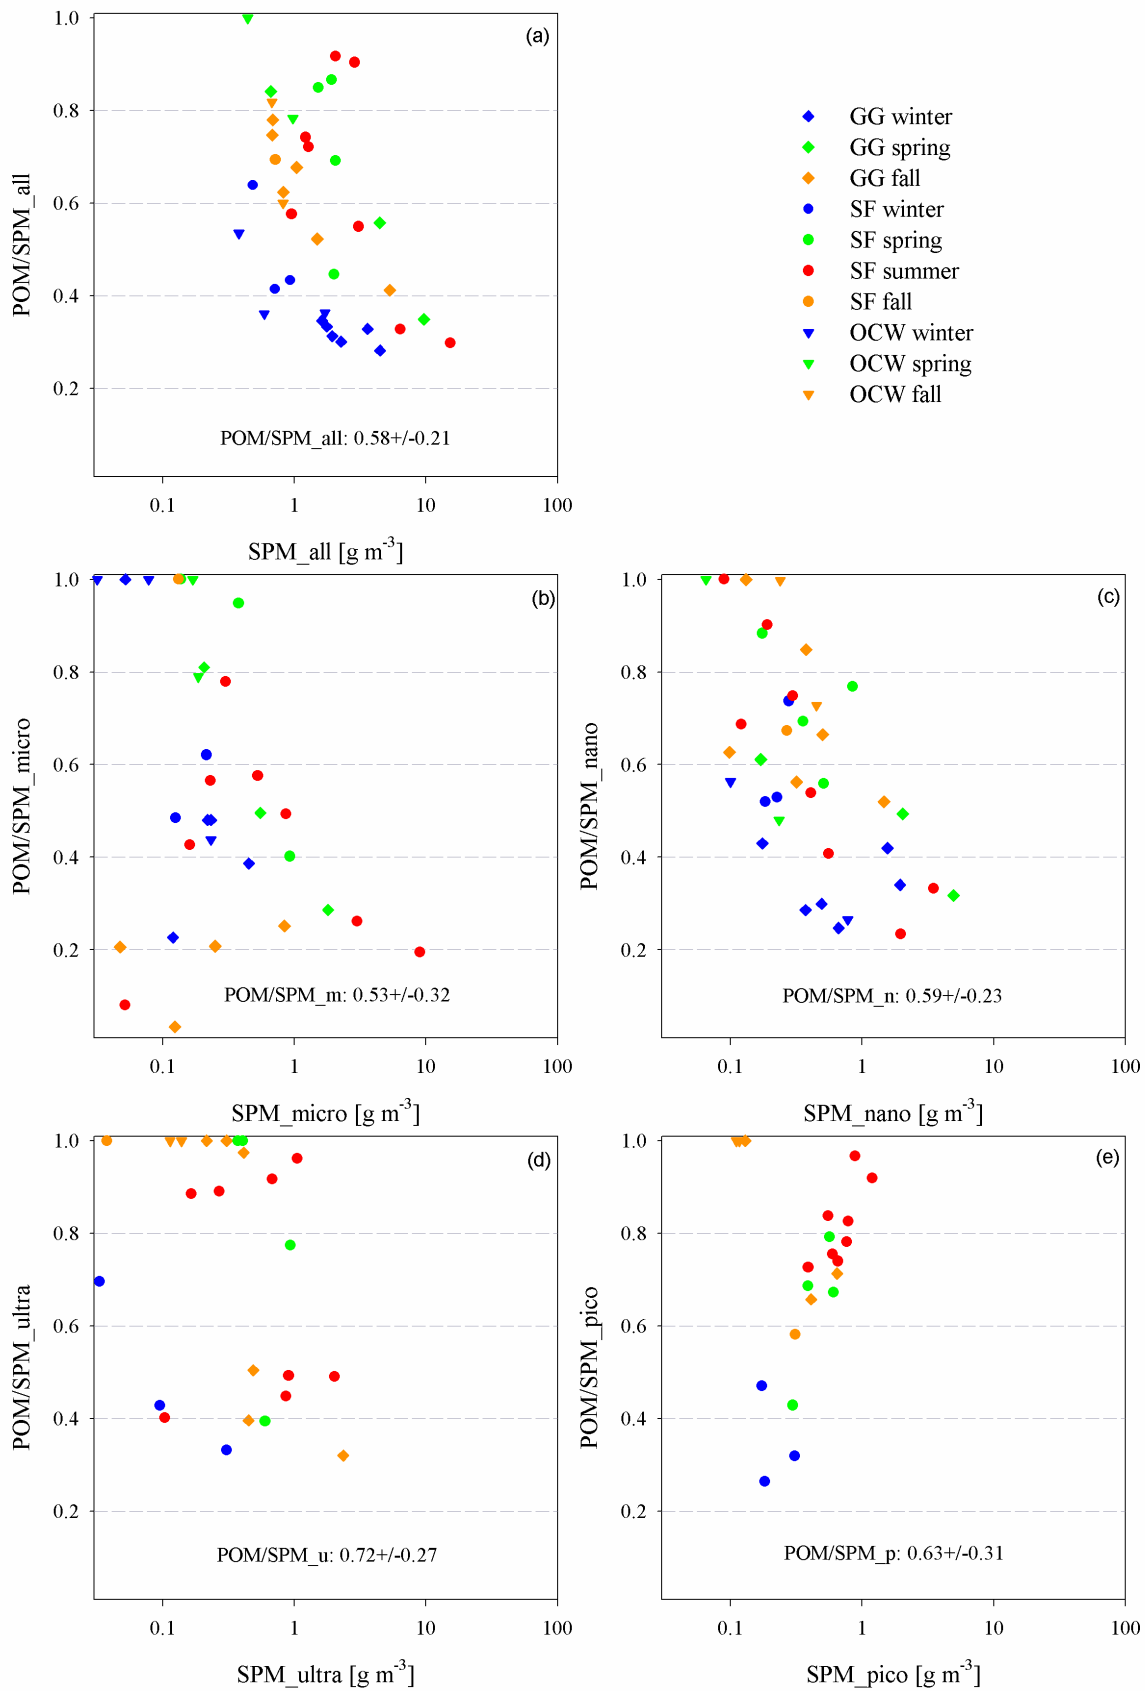 (a)
1.0
0.8
0.6
0.4
0.2
POM/SPM_all
POM/SPM_all: 0.58+/-0.21
0.1 1 10 100
SPM_all [g m-3]
GG winter
GG spring
GG fall
SF winter
SF spring
SF summer
SF fall
OCW winter
OCW spring
OCW fall
(b)
1.0
0.8
0.6
0.4
0.2
POM/SPM_micro
POM/SPM_m: 0.53+/-0.32
0.1 1 10 100
SPM_micro [g m-3]
(c)
1.0
0.8
0.6
0.4
0.2
POM/SPM_nano
POM/SPM_n: 0.59+/-0.23
0.1 1 10 100
SPM_nano [g m-3]
(d)
1.0
0.8
0.6
0.4
0.2
POM/SPM_ultra
POM/SPM_u: 0.72+/-0.27
0.1 1 10 100
SPM_ultra [g m-3]
(e)
1.0
0.8
0.6
0.4
0.2
POM/SPM_pico
POM/SPM_p: 0.63+/-0.31
0.1 1 10 100
SPM_pico [g m-3]